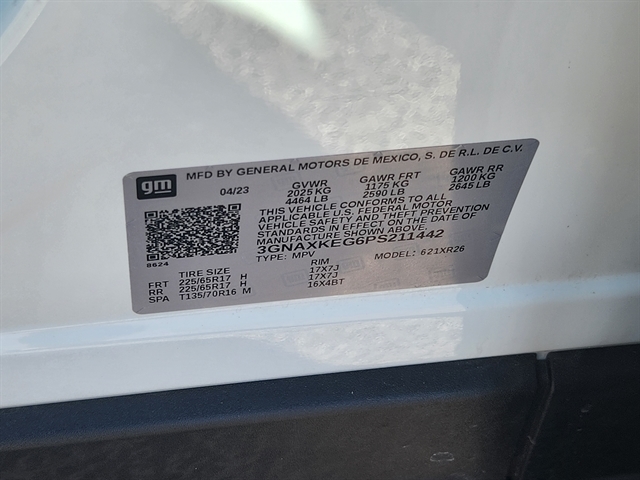 MFD BY GENERAL MOTORS DE MEXICO, S. DE R.L. DE C.V.
gm
04/23 GVWR GAWR FRT GAWR RR
2025 KG 1175 KG 1200 KG
4464 LB 2590 LB 2645 LB
THIS VEHICLE CONFORMS TO ALL
APPLICABLE U.S. FEDERAL MOTOR
VEHICLE SAFETY AND THEFT PREVENTION
STANDARDS IN EFFECT ON THE DATE OF
3GNAXKEG6PS211442
8624 TYPE: MPV MODEL: 621XR26
TIRE SIZE RIM
FRT 225/65R17 H 17X7J
RR 225/65R17 H 17X7J
SPA T135/70R16 M 16X4BT